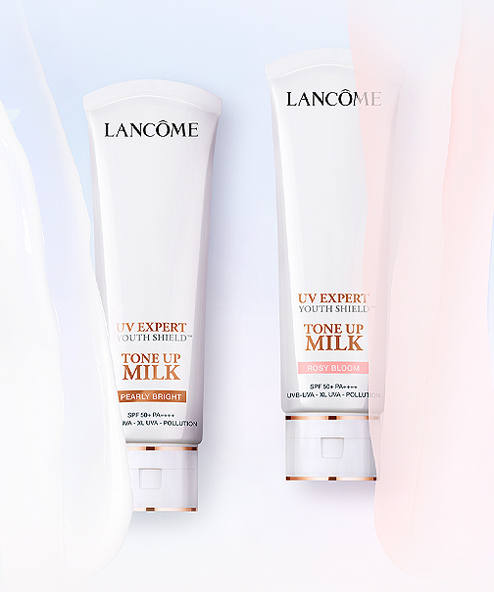 LANCÔME
UV EXPERT
YOUTH SHIELD™
TONE UP
MILK
PEARLY BRIGHT
SPF 50+ PA++++
UVA - XL UVA - POLLUTION
LANCÔME
UV EXPERT
YOUTH SHIELD™
TONE UP
MILK
ROSY BLOOM
SPF 50+ PA++++
UVB-UVA - XL UVA - POLLUTION